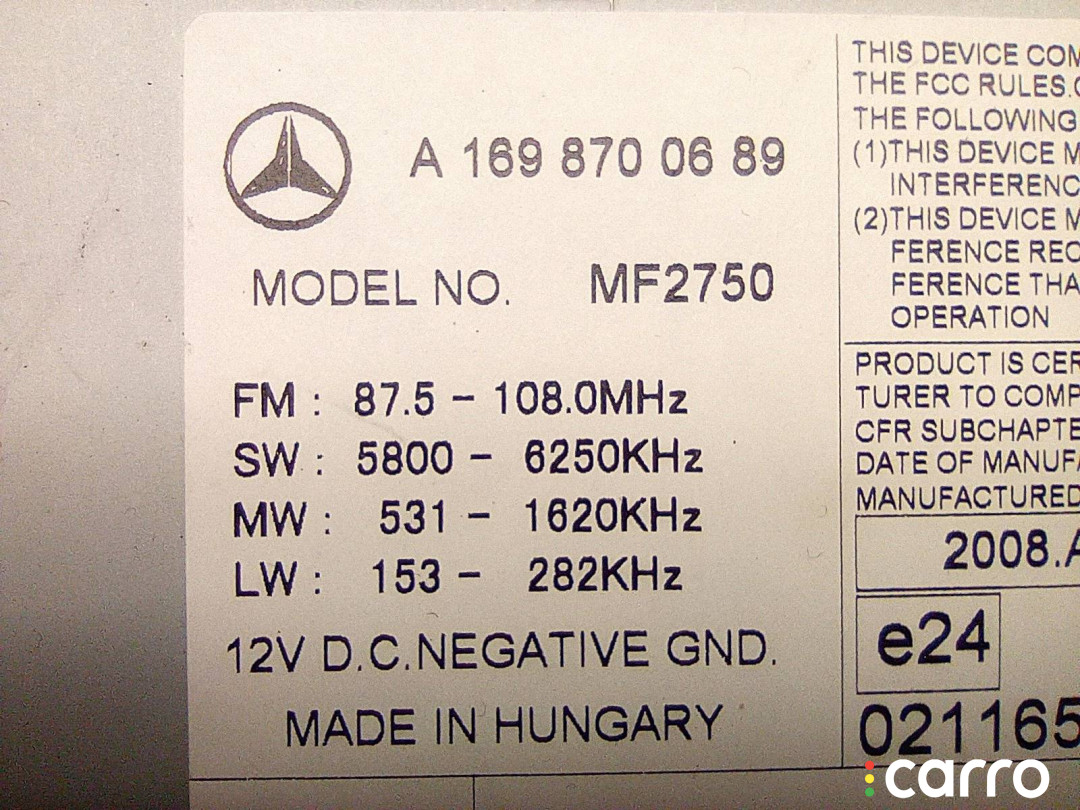 A 169 870 06 89
MODEL NO. MF2750
FM : 87.5 - 108.0MHz
SW : 5800 - 6250KHz
MW : 531 - 1620KHz
LW : 153 - 282KHz
12V D.C.NEGATIVE GND.
MADE IN HUNGARY
THIS DEVICE COM
THE FCC RULES.
THE FOLLOWING
(1)THIS DEVICE M
INTERFERENC
(2)THIS DEVICE M
FERENCE REC
FERENCE THA
OPERATION
PRODUCT IS CER
TURER TO COMP
CFR SUBCHAPTE
DATE OF MANUFA
MANUFACTURED
2008.A
e24
021165
carro